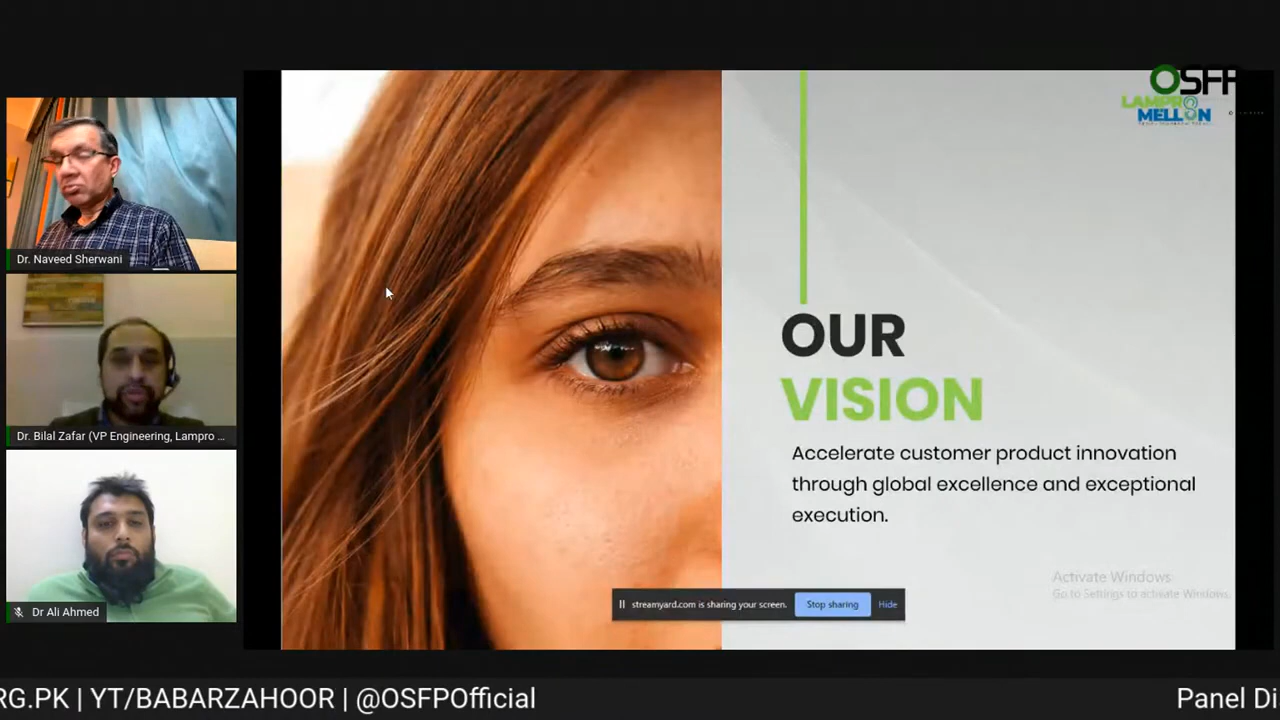 Dr. Naveed Sherwani
Dr. Bilal Zafar (VP Engineering, Lampro ...
Dr Ali Ahmed
OSFP
LAMPRO
MELLON
OUR
VISION
Accelerate customer product innovation
through global excellence and exceptional
execution.
Activate Windows
Go to Settings to activate Windows.
streamyard.com is sharing your screen.
Stop sharing
Hide
RG.PK | YT/BABARZAHOOR | @OSFPOfficial
Panel Di